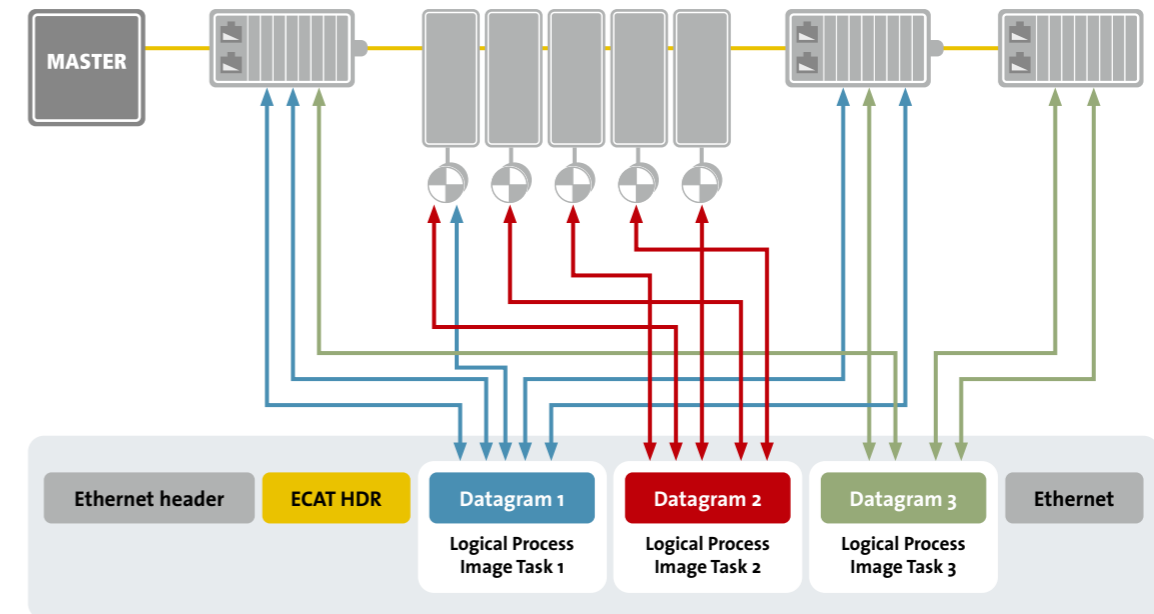 MASTER
Ethernet header
ECAT HDR
Datagram 1
Datagram 2
Datagram 3
Ethernet
Logical Process
Image Task 1
Logical Process
Image Task 2
Logical Process
Image Task 3